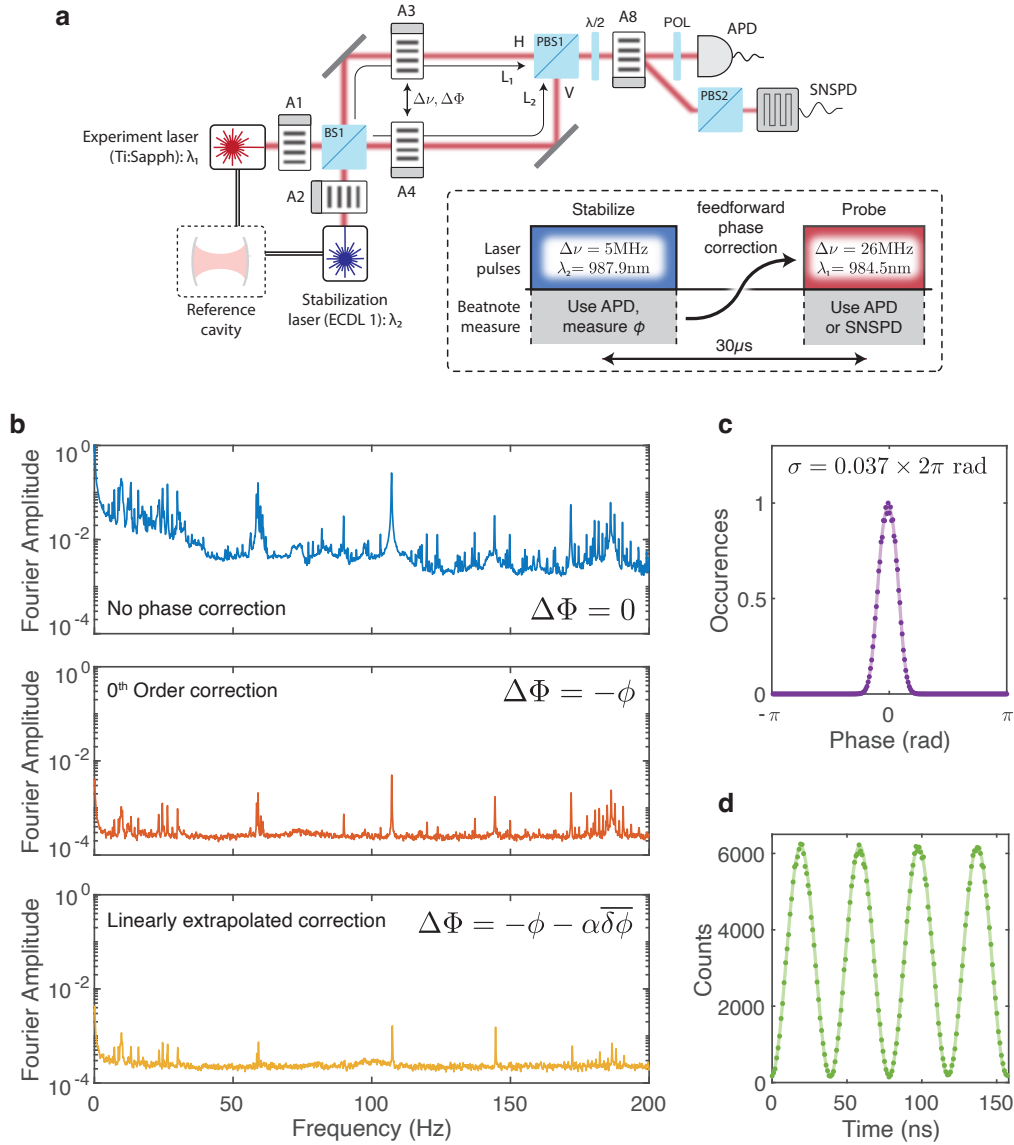 a
A3
A8
POL
APD
λ/2
H
PBS1
L₁
L₂
V
SNSPD
Δν, ΔΦ
PBS2
A1
BS1
Experiment laser
(Ti:Sapph): λ₁
A2
A4
Reference
cavity
Stabilization
laser (ECDL 1): λ₂
Stabilize
feedforward
phase
correction
Probe
Laser
pulses
Δν = 5MHz
λ₂= 987.9nm
Δν = 26MHz
λ₁= 984.5nm
Beatnote
measure
Use APD,
measure ϕ
Use APD
or SNSPD
30μs
b
Fourier Amplitude
10⁰
10⁻²
10⁻⁴
No phase correction
ΔΦ = 0
Fourier Amplitude
10⁰
10⁻²
10⁻⁴
0ᵗʰ Order correction
ΔΦ = −ϕ
Fourier Amplitude
10⁰
10⁻²
10⁻⁴
Linearly extrapolated correction
ΔΦ = −ϕ − αδϕ̅
0 50 100 150 200
Frequency (Hz)
c
σ = 0.037 × 2π rad
Occurences
1
0.5
0
-π 0 π
Phase (rad)
d
Counts
6000
4000
2000
0
0 50 100 150
Time (ns)